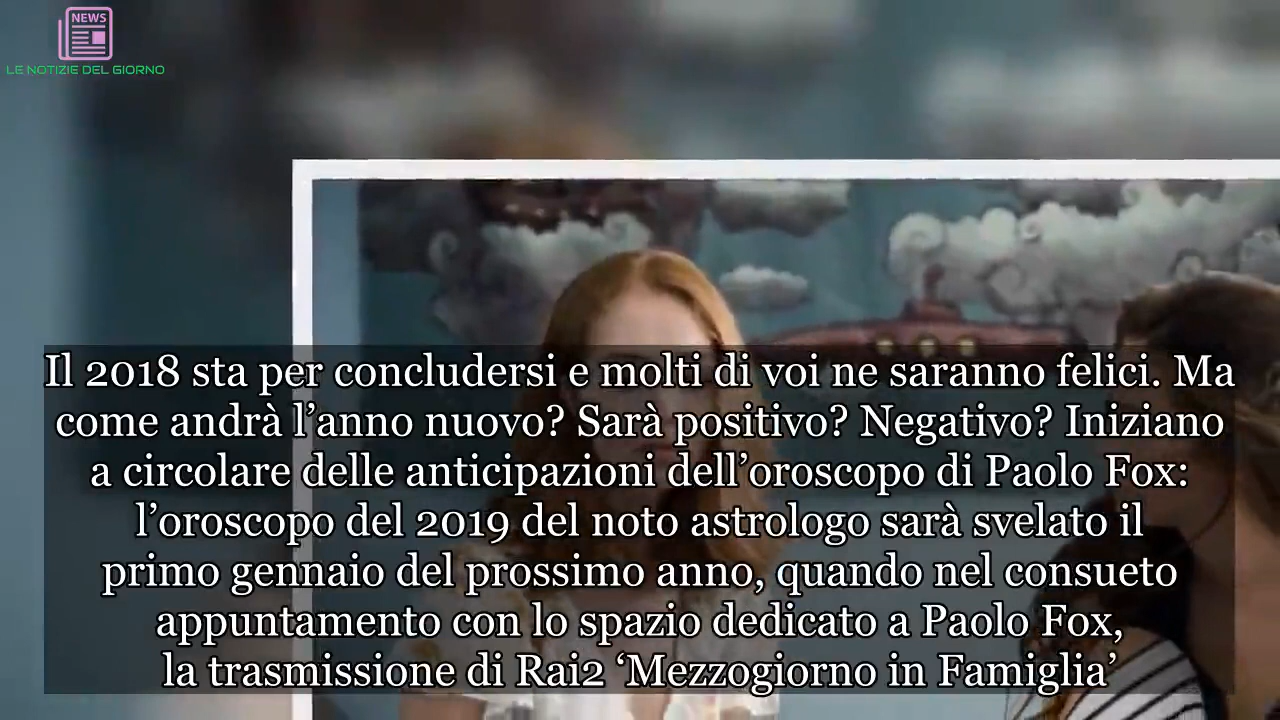 NEWS
LE NOTIZIE DEL GIORNO
Il 2018 sta per concludersi e molti di voi ne saranno felici. Ma
come andrà l’anno nuovo? Sarà positivo? Negativo? Iniziano
a circolare delle anticipazioni dell’oroscopo di Paolo Fox:
l’oroscopo del 2019 del noto astrologo sarà svelato il
primo gennaio del prossimo anno, quando nel consueto
appuntamento con lo spazio dedicato a Paolo Fox,
la trasmissione di Rai2 ‘Mezzogiorno in Famiglia’